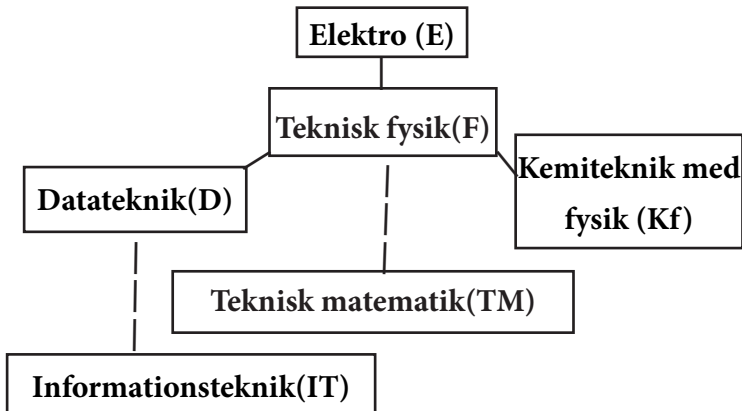 Elektro (E)
Teknisk fysik(F)
Kemiteknik med
fysik (Kf)
Datateknik(D)
Teknisk matematik(TM)
Informationsteknik(IT)